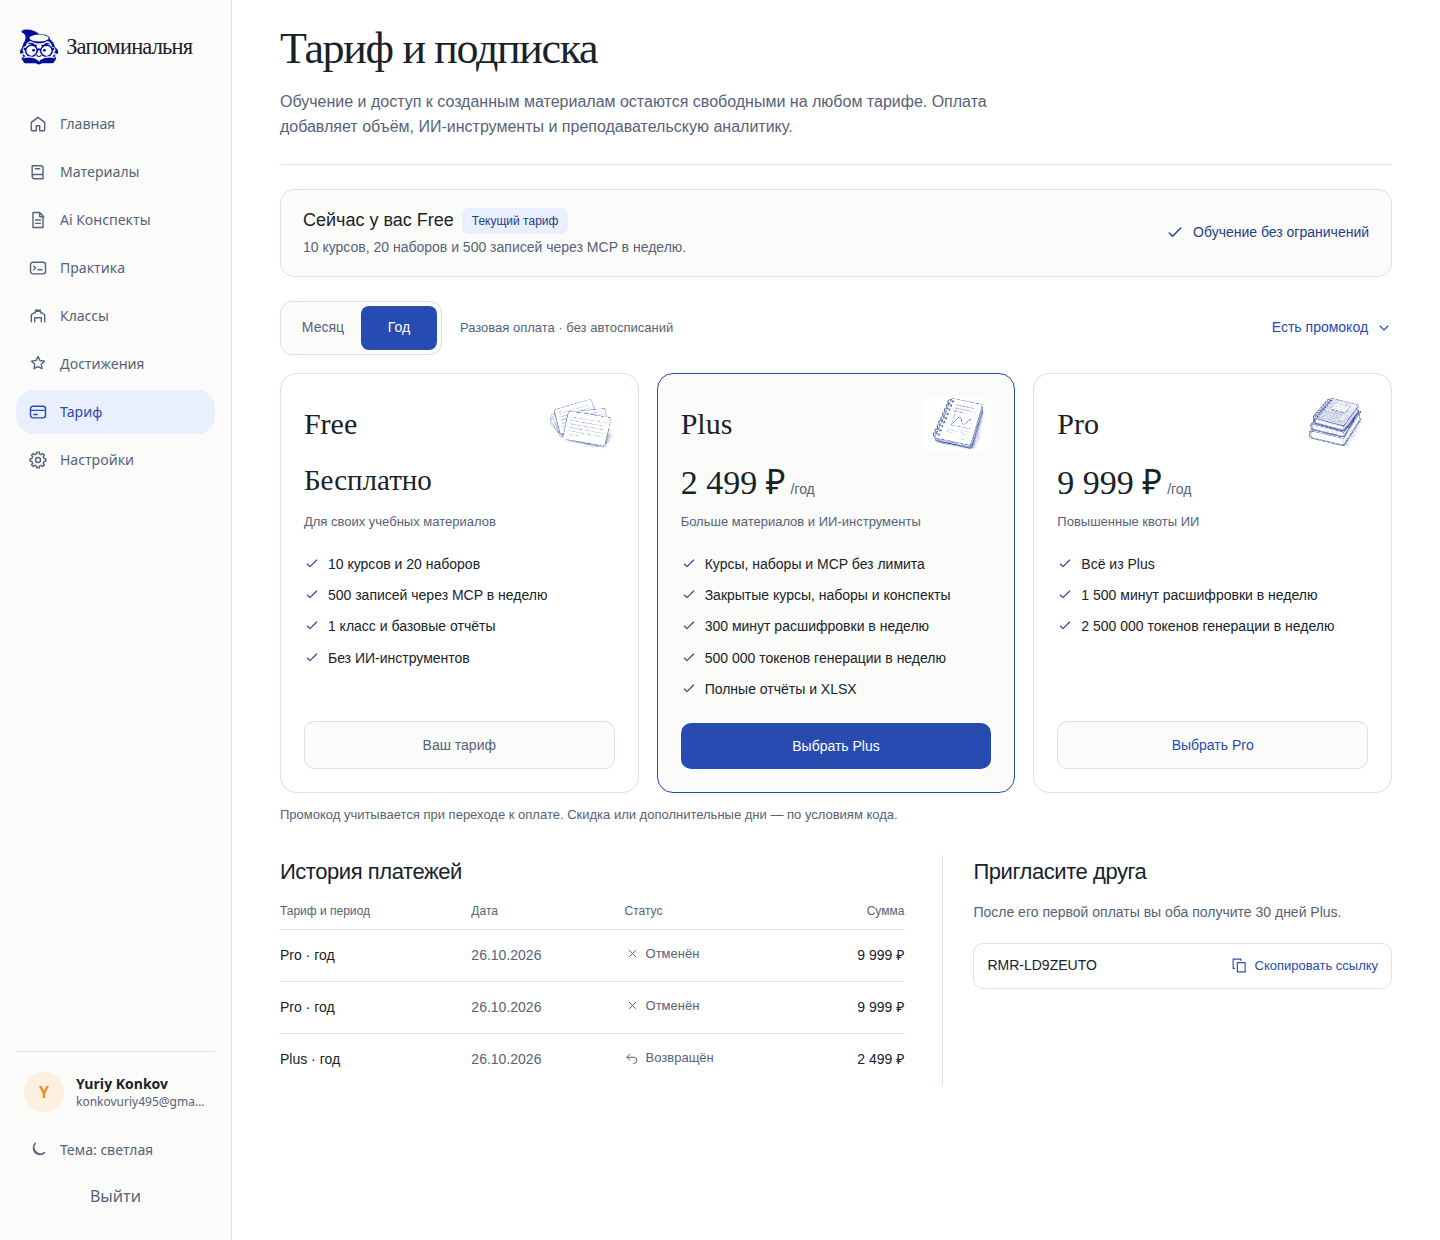 Запоминальня
Главная
Материалы
Ai Конспекты
Практика
Классы
Достижения
Тариф
Настройки
Y
Yuriy Konkov
konkovuriy495@gma...
Тема: светлая
Выйти
Тариф и подписка
Обучение и доступ к созданным материалам остаются свободными на любом тарифе. Оплата
добавляет объём, ИИ-инструменты и преподавательскую аналитику.
Сейчас у вас Free Текущий тариф
10 курсов, 20 наборов и 500 записей через MCP в неделю.
Обучение без ограничений
Месяц Год Разовая оплата · без автосписаний Есть промокод
Free
Бесплатно
Для своих учебных материалов
10 курсов и 20 наборов
500 записей через MCP в неделю
1 класс и базовые отчёты
Без ИИ-инструментов
Ваш тариф
Plus
2 499 ₽ /год
Больше материалов и ИИ-инструменты
Курсы, наборы и MCP без лимита
Закрытые курсы, наборы и конспекты
300 минут расшифровки в неделю
500 000 токенов генерации в неделю
Полные отчёты и XLSX
Выбрать Plus
Pro
9 999 ₽ /год
Повышенные квоты ИИ
Всё из Plus
1 500 минут расшифровки в неделю
2 500 000 токенов генерации в неделю
Выбрать Pro
Промокод учитывается при переходе к оплате. Скидка или дополнительные дни — по условиям кода.
История платежей
Тариф и период Дата Статус Сумма
Pro · год 26.10.2026 Отменён 9 999 ₽
Pro · год 26.10.2026 Отменён 9 999 ₽
Plus · год 26.10.2026 Возвращён 2 499 ₽
Пригласите друга
После его первой оплаты вы оба получите 30 дней Plus.
RMR-LD9ZEUTO Скопировать ссылку